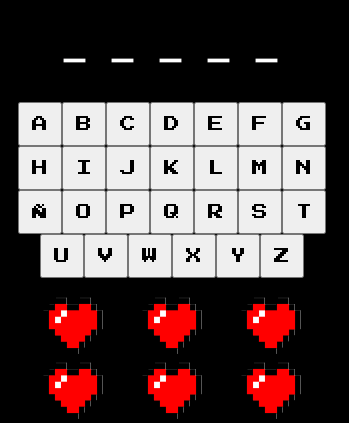 _ _ _ _ _
A B C D E F G
H I J K L M N
Ñ O P Q R S T
U V W X Y Z